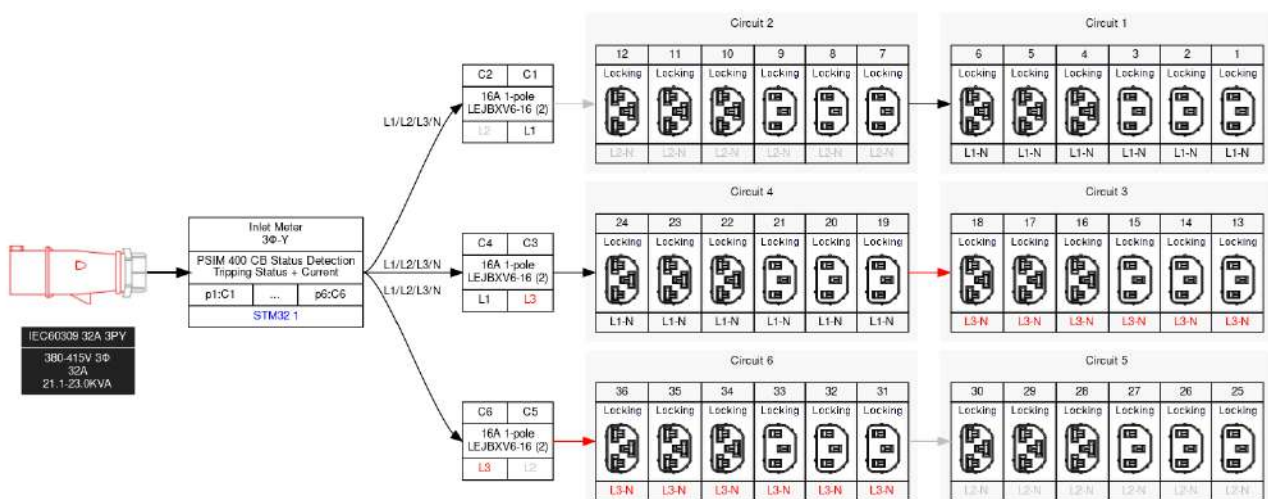 Circuit 2
12 11 10 9 8 7
Locking Locking Locking Locking Locking Locking
L2-N L2-N L2-N L2-N L2-N L2-N
Circuit 1
6 5 4 3 2 1
Locking Locking Locking Locking Locking Locking
L1-N L1-N L1-N L1-N L1-N L1-N
C2 C1
16A 1-pole
LEJBXV6-16 (2)
L2 L1
L1/L2/L3/N
Circuit 4
24 23 22 21 20 19
Locking Locking Locking Locking Locking Locking
L1-N L1-N L1-N L1-N L1-N L1-N
Circuit 3
18 17 16 15 14 13
Locking Locking Locking Locking Locking Locking
L3-N L3-N L3-N L3-N L3-N L3-N
Inlet Meter
3Φ-Y
PSIM 400 CB Status Detection
Tripping Status + Current
p1:C1 ... p6:C6
STM32 1
L1/L2/L3/N
L1/L2/L3/N
C4 C3
16A 1-pole
LEJBXV6-16 (2)
L1 L3
IEC60309 32A 3PY
380-415V 3Φ
32A
21.1-23.0KVA
Circuit 6
36 35 34 33 32 31
Locking Locking Locking Locking Locking Locking
L3-N L3-N L3-N L3-N L3-N L3-N
Circuit 5
30 29 28 27 26 25
Locking Locking Locking Locking Locking Locking
L2-N L2-N L2-N L2-N L2-N L2-N
C6 C5
16A 1-pole
LEJBXV6-16 (2)
L3 L2